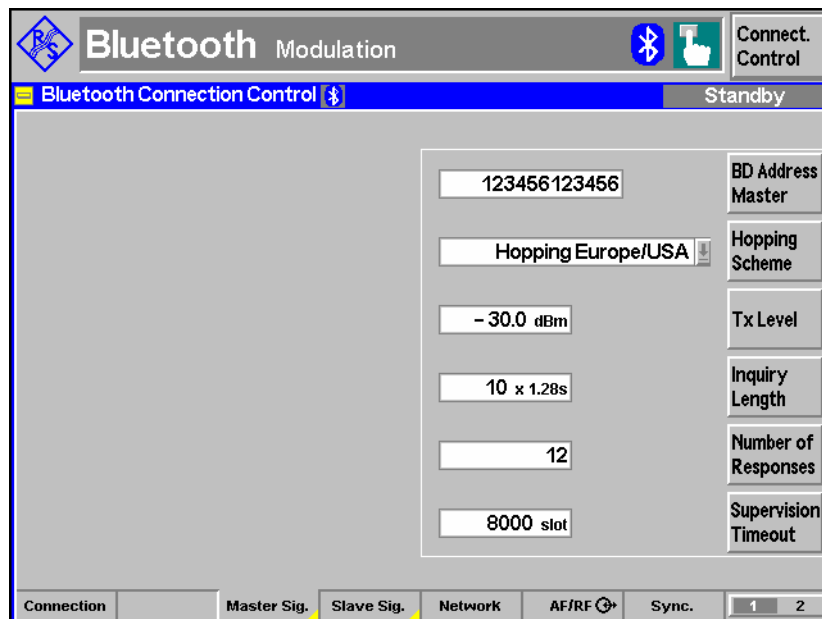 R&S
Bluetooth Modulation
Connect.
Control
Bluetooth Connection Control
Standby
123456123456
BD Address
Master
Hopping Europe/USA
Hopping
Scheme
– 30.0 dBm
Tx Level
10 x 1.28s
Inquiry
Length
12
Number of
Responses
8000 slot
Supervision
Timeout
Connection
Master Sig.
Slave Sig.
Network
AF/RF
Sync.
1 2